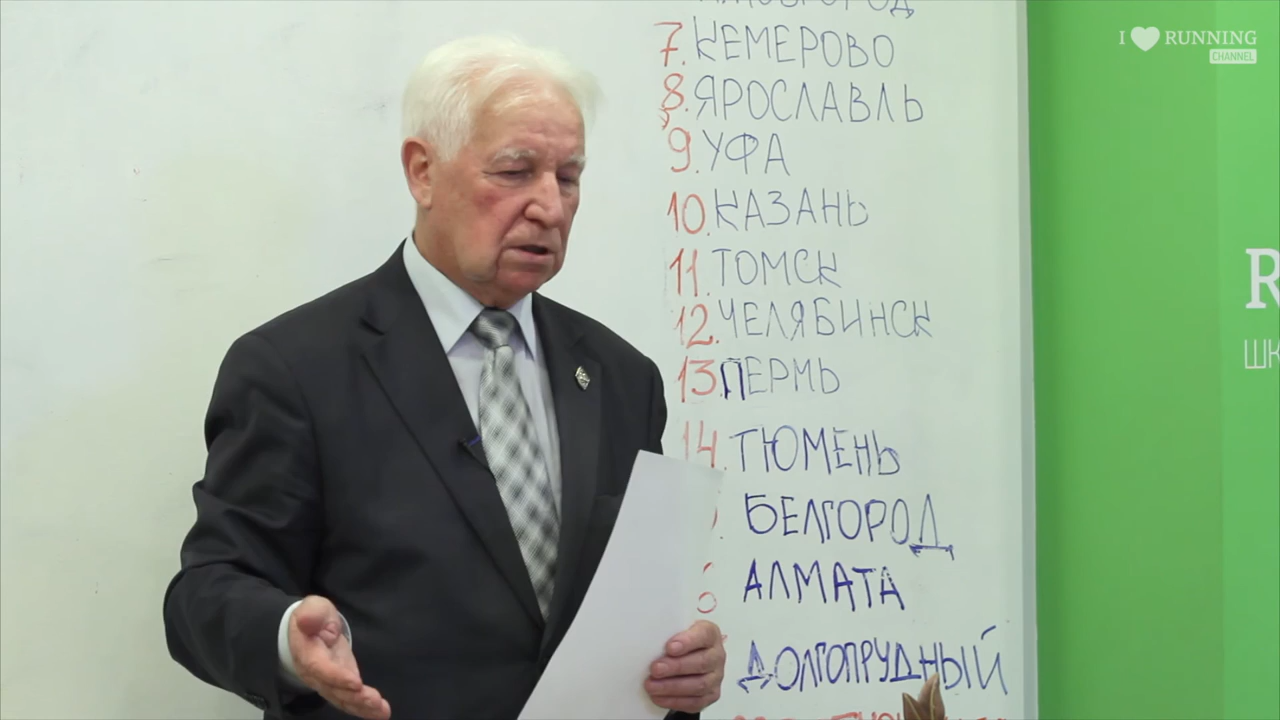 I RUNNING
CHANNEL
7. КЕМЕРОВО
8. ЯРОСЛАВЛЬ
9. УФА
10. КАЗАНЬ
11. ТОМСК
12. ЧЕЛЯБИНСК
13. ПЕРМЬ
14. ТЮМЕНЬ
БЕЛГОРОД
АЛМАТА
ДОЛГОПРУДНЫЙ
R
ШК